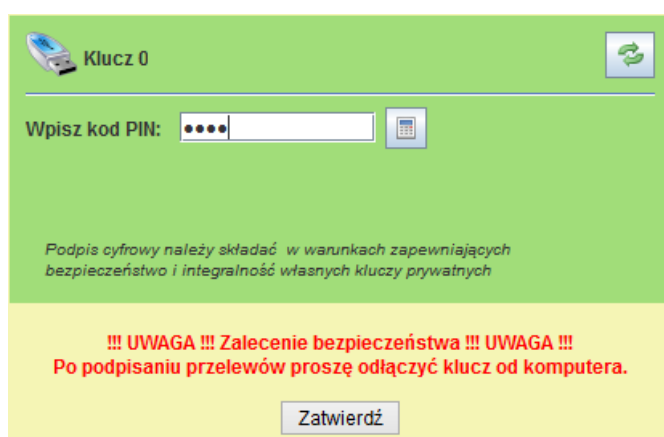 Klucz 0
Wpisz kod PIN: ••••
Podpis cyfrowy należy składać w warunkach zapewniających
bezpieczeństwo i integralność własnych kluczy prywatnych
!!! UWAGA !!! Zalecenie bezpieczeństwa !!! UWAGA !!!
Po podpisaniu przelewów proszę odłączyć klucz od komputera.
Zatwierdź